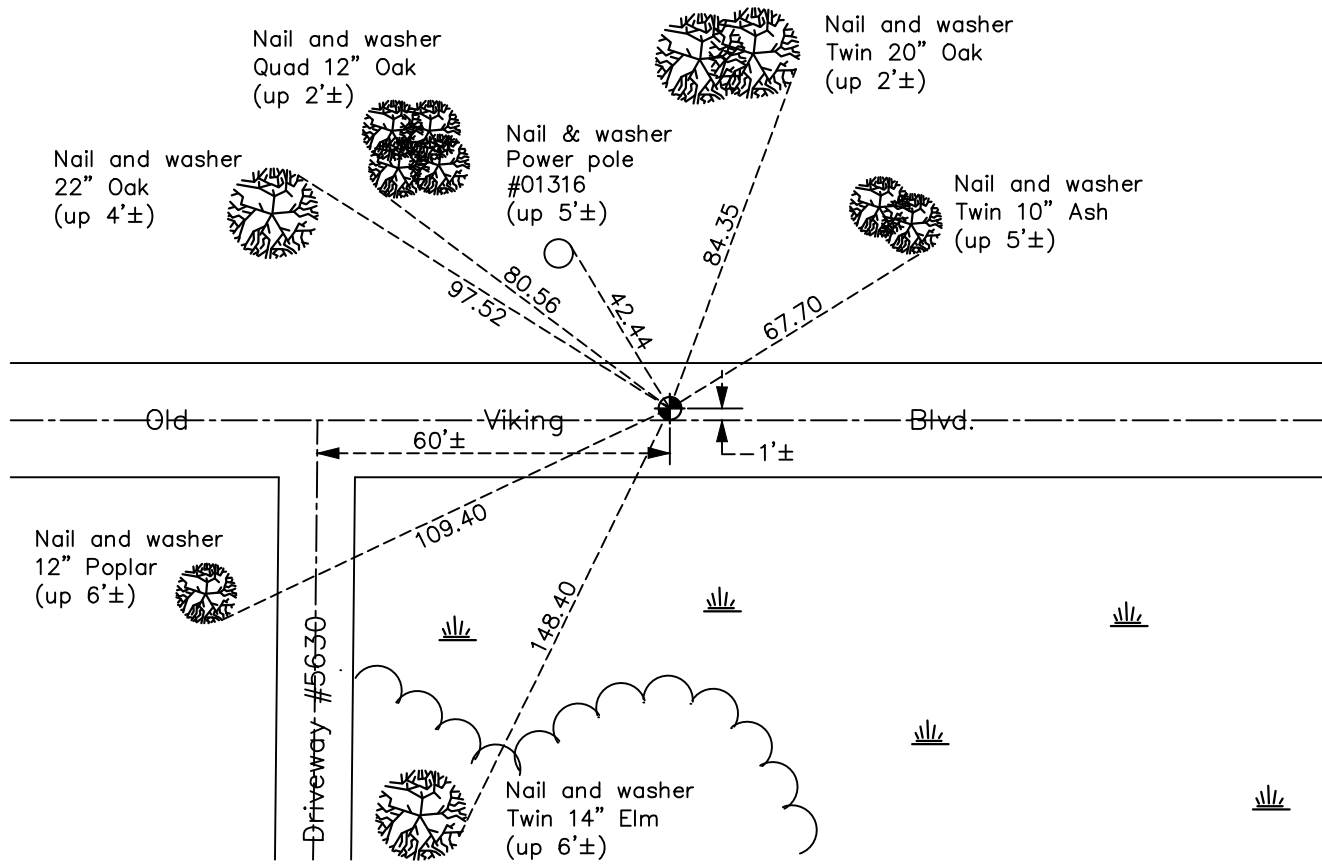 Nail and washer
Quad 12” Oak
(up 2'±)
Nail and washer
Twin 20” Oak
(up 2'±)
Nail & washer
Power pole
#01316
(up 5'±)
Nail and washer
22” Oak
(up 4'±)
Nail and washer
Twin 10” Ash
(up 5'±)
84.35
80.56
97.52
42.44
67.70
Old Viking Blvd.
60'±
1'±
109.40
Nail and washer
12” Poplar
(up 6'±)
148.40
Driveway #5630
Nail and washer
Twin 14” Elm
(up 6'±)